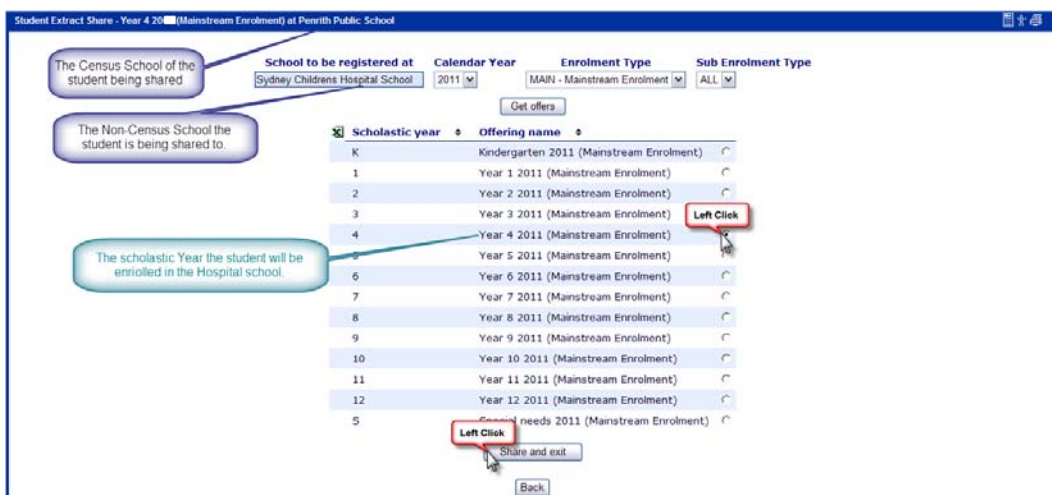 Student Extract Share - Year 4 20 (Mainstream Enrolment) at Penrith Public School
The Census School of the
student being shared
School to be registered at Calendar Year Enrolment Type Sub Enrolment Type
Sydney Childrens Hospital School 2011 MAIN - Mainstream Enrolment ALL
Get offers
The Non-Census School the
student is being shared to.
Scholastic year Offering name
K Kindergarten 2011 (Mainstream Enrolment)
1 Year 1 2011 (Mainstream Enrolment)
2 Year 2 2011 (Mainstream Enrolment)
3 Year 3 2011 (Mainstream Enrolment)
Left Click
4 Year 4 2011 (Mainstream Enrolment)
The scholastic Year the student will be
enriolled in the Hospital school.
5 Year 5 2011 (Mainstream Enrolment)
6 Year 6 2011 (Mainstream Enrolment)
7 Year 7 2011 (Mainstream Enrolment)
8 Year 8 2011 (Mainstream Enrolment)
9 Year 9 2011 (Mainstream Enrolment)
10 Year 10 2011 (Mainstream Enrolment)
11 Year 11 2011 (Mainstream Enrolment)
12 Year 12 2011 (Mainstream Enrolment)
S Special needs 2011 (Mainstream Enrolment)
Left Click
Share and exit
Back